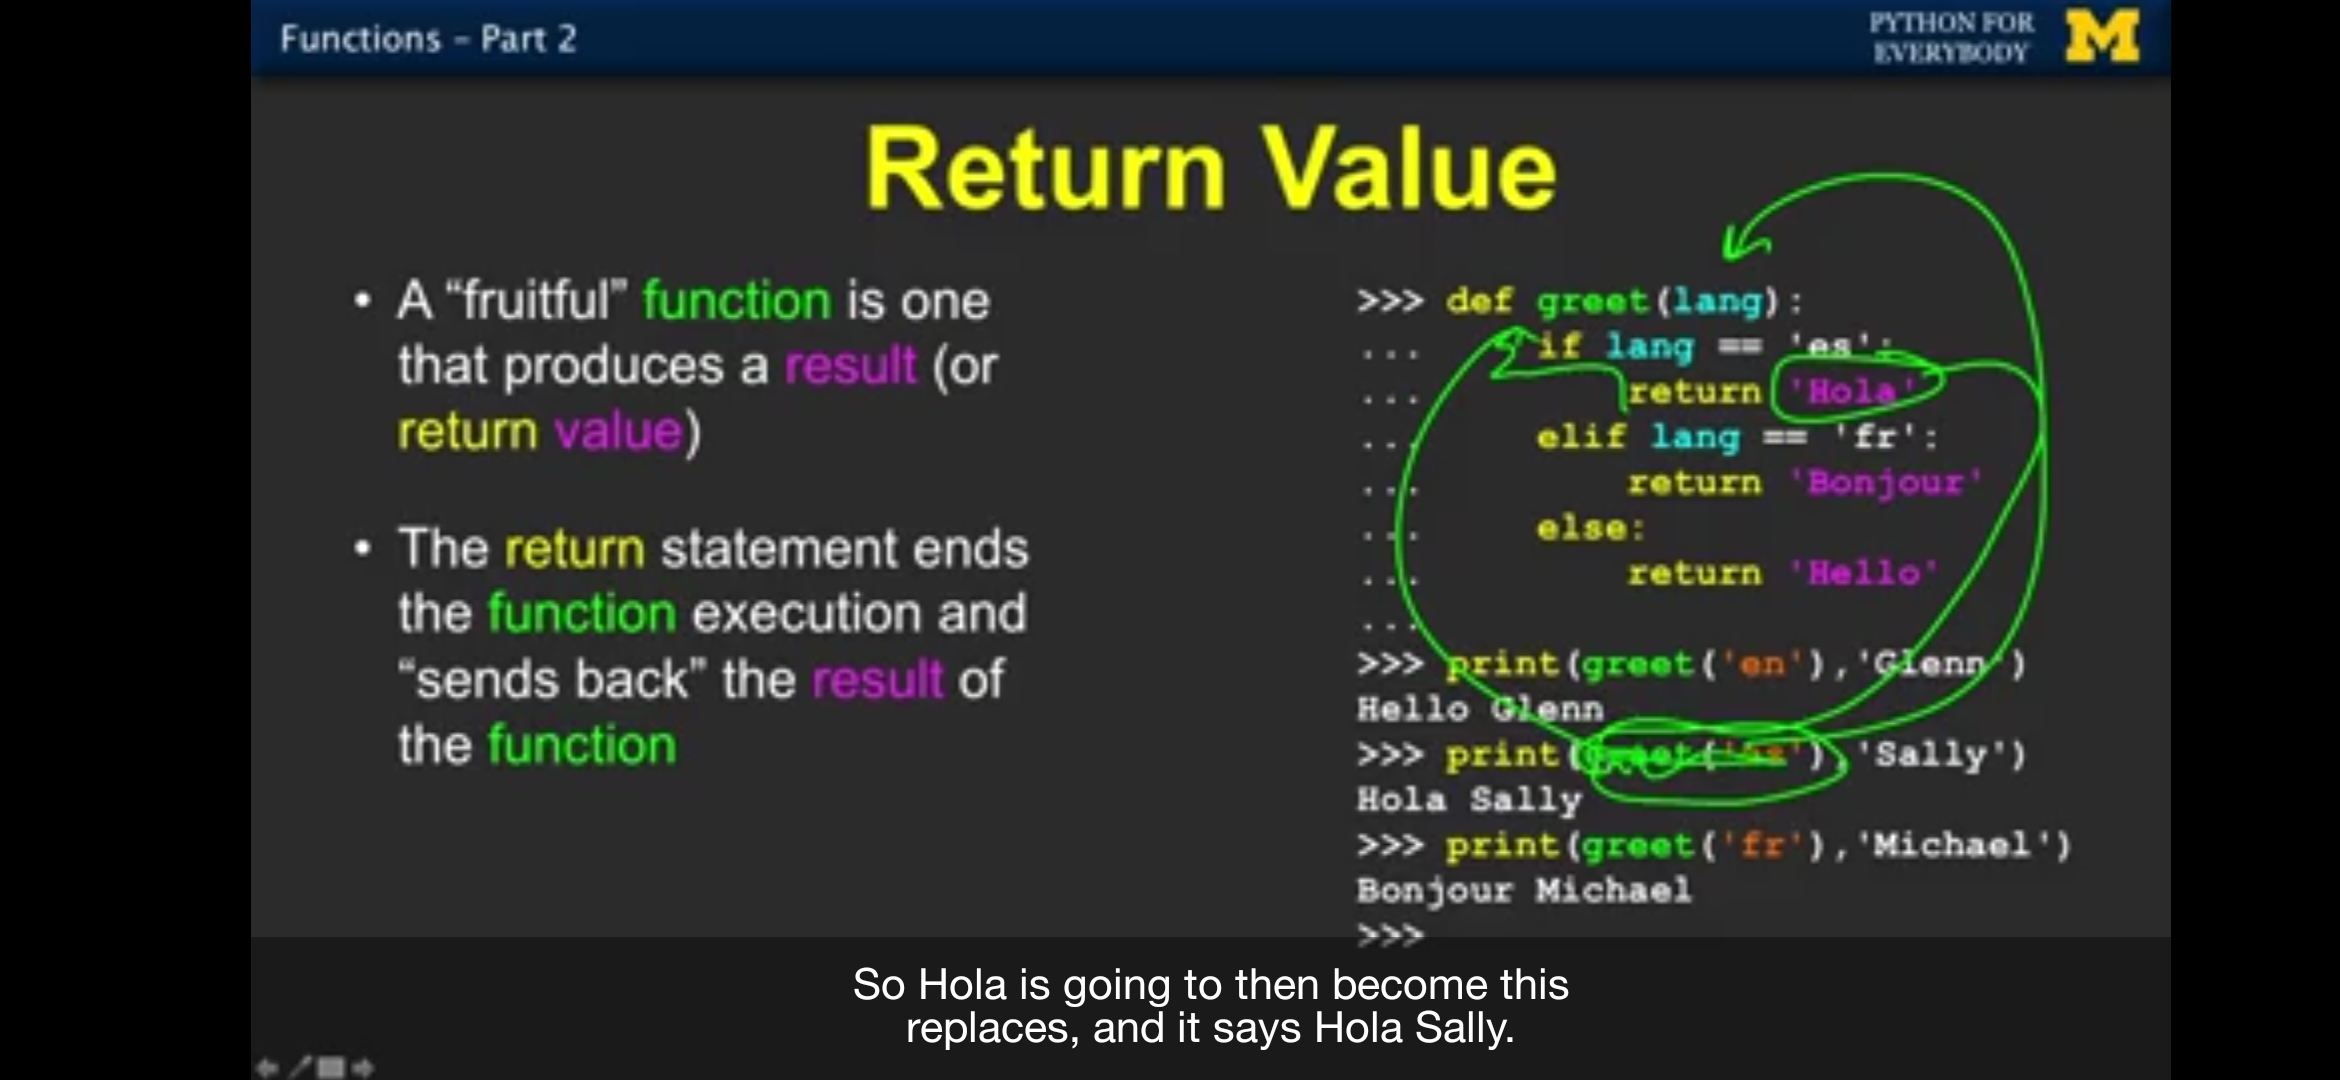 Functions – Part 2
PYTHON FOR
EVERYBODY
M
Return Value
• A “fruitful” function is one
that produces a result (or
return value)
• The return statement ends
the function execution and
“sends back” the result of
the function
>>> def greet(lang):
... if lang == 'es':
... return 'Hola'
... elif lang == 'fr':
... return 'Bonjour'
... else:
... return 'Hello'
...
>>> print(greet('en'),'Glenn')
Hello Glenn
>>> print(greet('es'),'Sally')
Hola Sally
>>> print(greet('fr'),'Michael')
Bonjour Michael
>>>
So Hola is going to then become this
replaces, and it says Hola Sally.